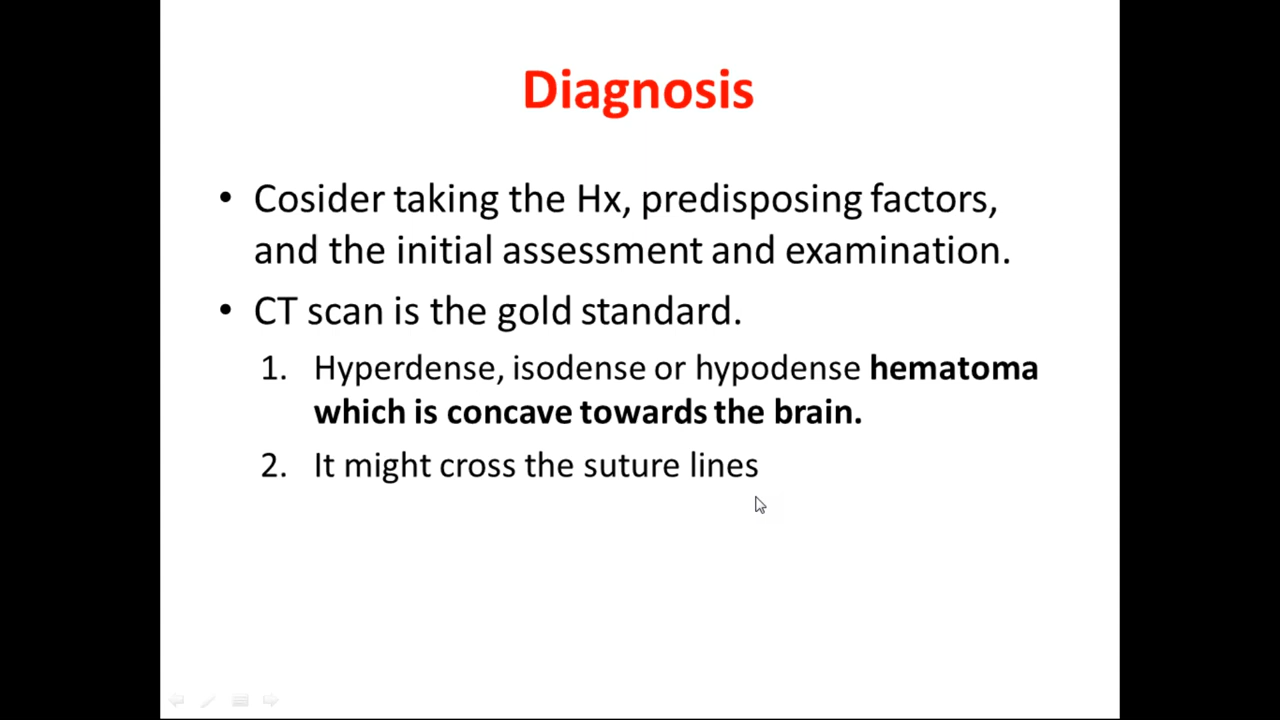 Diagnosis
• Cosider taking the Hx, predisposing factors,
and the initial assessment and examination.
• CT scan is the gold standard.
1. Hyperdense, isodense or hypodense hematoma
which is concave towards the brain.
2. It might cross the suture lines